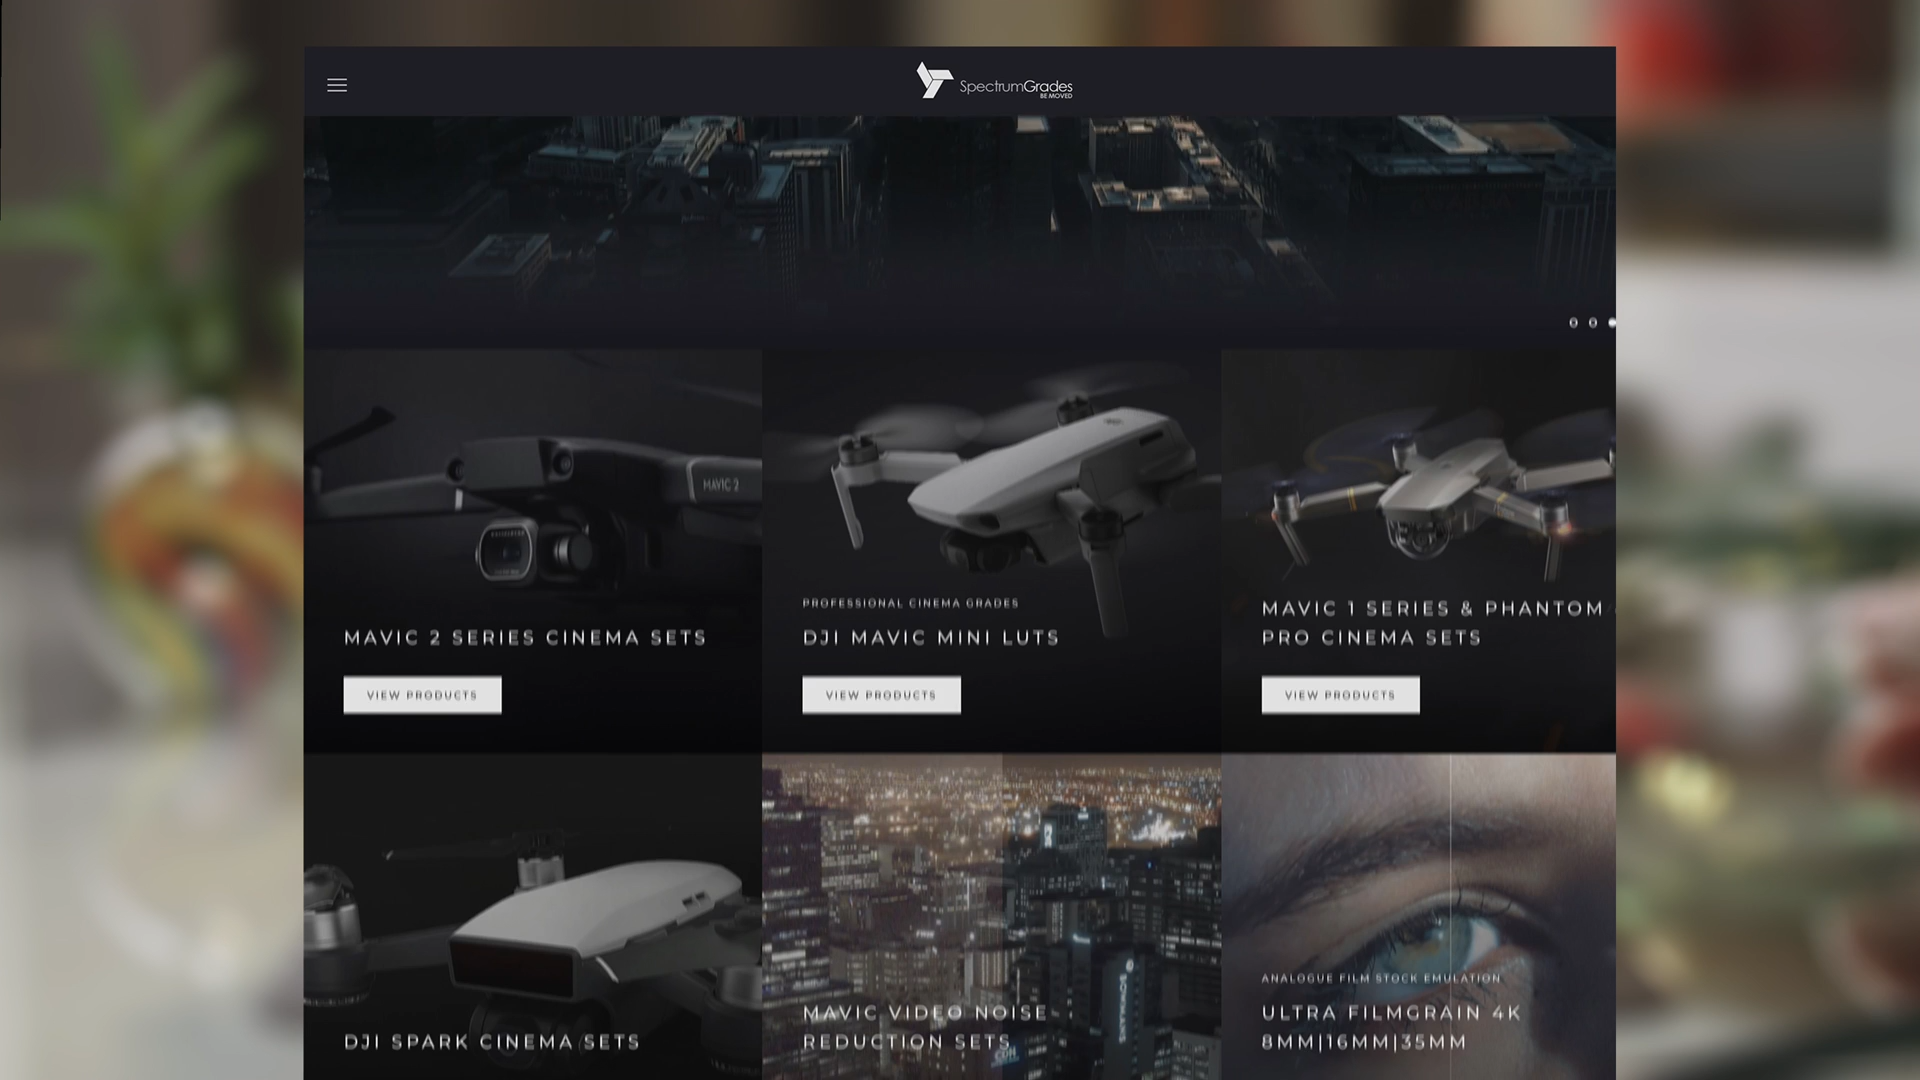 SpectrumGrades
BE MOVED
MAVIC 2
MAVIC 2 SERIES CINEMA SETS
VIEW PRODUCTS
PROFESSIONAL CINEMA GRADES
DJI MAVIC MINI LUTS
VIEW PRODUCTS
MAVIC 1 SERIES & PHANTOM
PRO CINEMA SETS
VIEW PRODUCTS
DJI SPARK CINEMA SETS
MAVIC VIDEO NOISE
REDUCTION SETS
ANALOGUE FILM STOCK EMULATION
ULTRA FILMGRAIN 4K
8MM|16MM|35MM